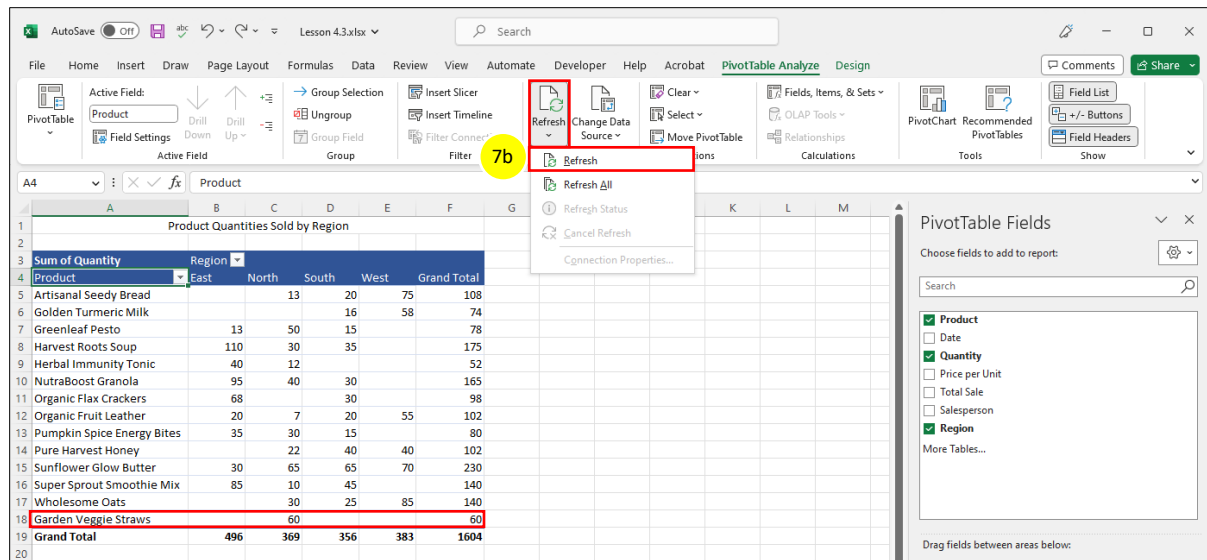 AutoSave Off abc Lesson 4.3.xlsx Search
File Home Insert Draw Page Layout Formulas Data Review View Automate Developer Help Acrobat PivotTable Analyze Design Comments Share
PivotTable
Active Field:
Product
Field Settings
Drill Down
Drill Up
Active Field
Group Selection
Ungroup
7 Group Field
Group
Insert Slicer
Insert Timeline
Filter
Refresh
Change Data Source
Clear
Select
Move PivotTable
Fields, Items, & Sets
OLAP Tools
Relationships
Calculations
PivotChart
Recommended PivotTables
Tools
Field List
+/- Buttons
Field Headers
Show
7b
Refresh
Refresh All
Refresh Status
Cancel Refresh
Connection Properties...
A4 fx Product
A B C D E F G K L M
1 Product Quantities Sold by Region
2
3 Sum of Quantity Region
4 Product East North South West Grand Total
5 Artisanal Seedy Bread 13 20 75 108
6 Golden Turmeric Milk 16 58 74
7 Greenleaf Pesto 13 50 15 78
8 Harvest Roots Soup 110 30 35 175
9 Herbal Immunity Tonic 40 12 52
10 NutraBoost Granola 95 40 30 165
11 Organic Flax Crackers 68 30 98
12 Organic Fruit Leather 20 7 20 55 102
13 Pumpkin Spice Energy Bites 35 30 15 80
14 Pure Harvest Honey 22 40 40 102
15 Sunflower Glow Butter 30 65 65 70 230
16 Super Sprout Smoothie Mix 85 10 45 140
17 Wholesome Oats 30 25 85 140
18 Garden Veggie Straws 60 60
19 Grand Total 496 369 356 383 1604
20
PivotTable Fields
Choose fields to add to report:
Search
Product
Date
Quantity
Price per Unit
Total Sale
Salesperson
Region
More Tables...
Drag fields between areas below: